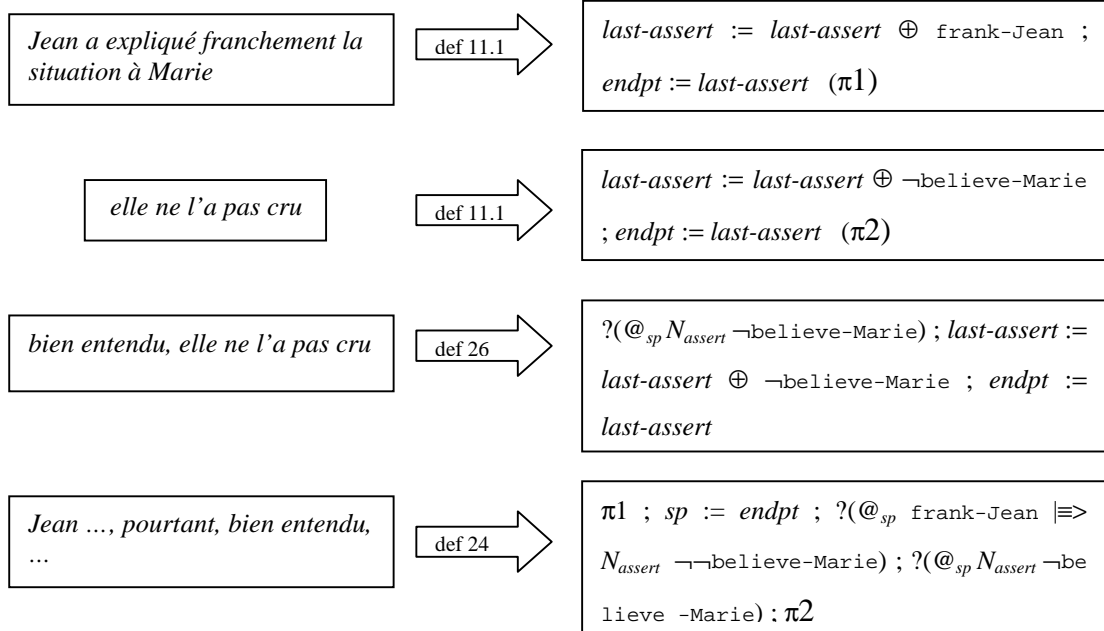 Jean a expliqué franchement la
situation à Marie
def 11.1
last-assert := last-assert ⊕ frank-Jean ;
endpt := last-assert (π1)
elle ne l'a pas cru
def 11.1
last-assert := last-assert ⊕ ¬believe-Marie
; endpt := last-assert (π2)
bien entendu, elle ne l'a pas cru
def 26
?(@sp Nassert ¬believe-Marie) ; last-assert :=
last-assert ⊕ ¬believe-Marie ; endpt :=
last-assert
Jean …, pourtant, bien entendu,
…
def 24
π1 ; sp := endpt ; ?(@sp frank-Jean |≡>
Nassert ¬¬believe-Marie) ; ?(@sp Nassert ¬be
lieve -Marie) ; π2